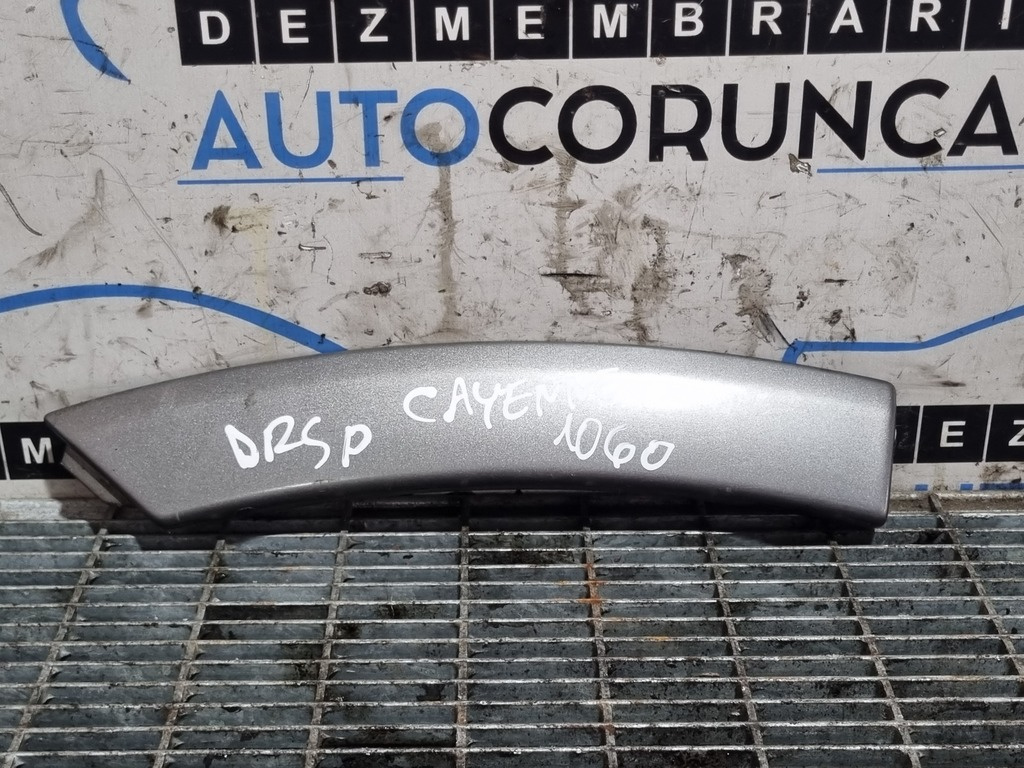 DEZMEMBRARI
AUTOCORUNCA
DRSP CAYENNE
1060
M
EZ